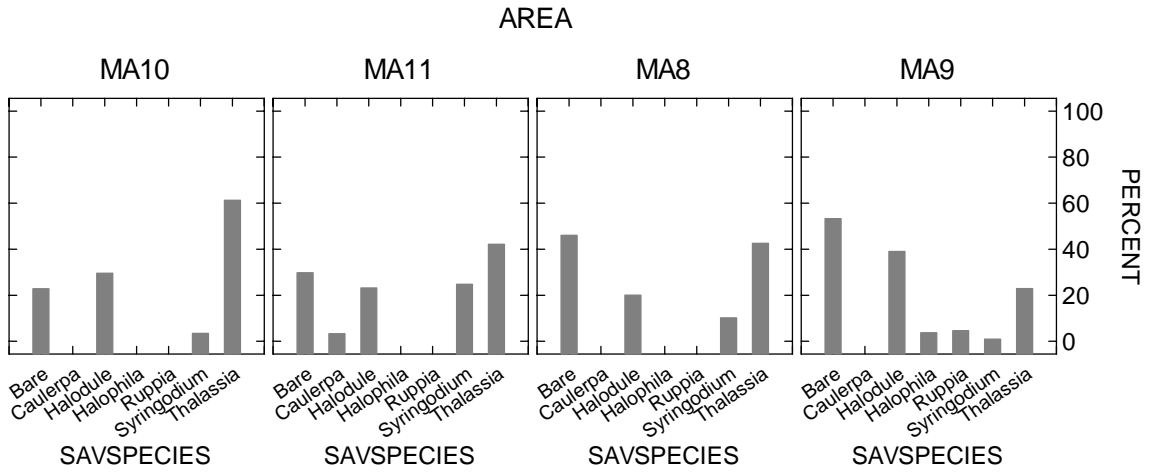 AREA
MA10 MA11 MA8 MA9
100
80
60
40
20
0
PERCENT
Bare Caulerpa Halodule Halophila Ruppia Syringodium Thalassia Bare Caulerpa Halodule Halophila Ruppia Syringodium Thalassia Bare Caulerpa Halodule Halophila Ruppia Syringodium Thalassia Bare Caulerpa Halodule Halophila Ruppia Syringodium Thalassia
SAVSPECIES SAVSPECIES SAVSPECIES SAVSPECIES